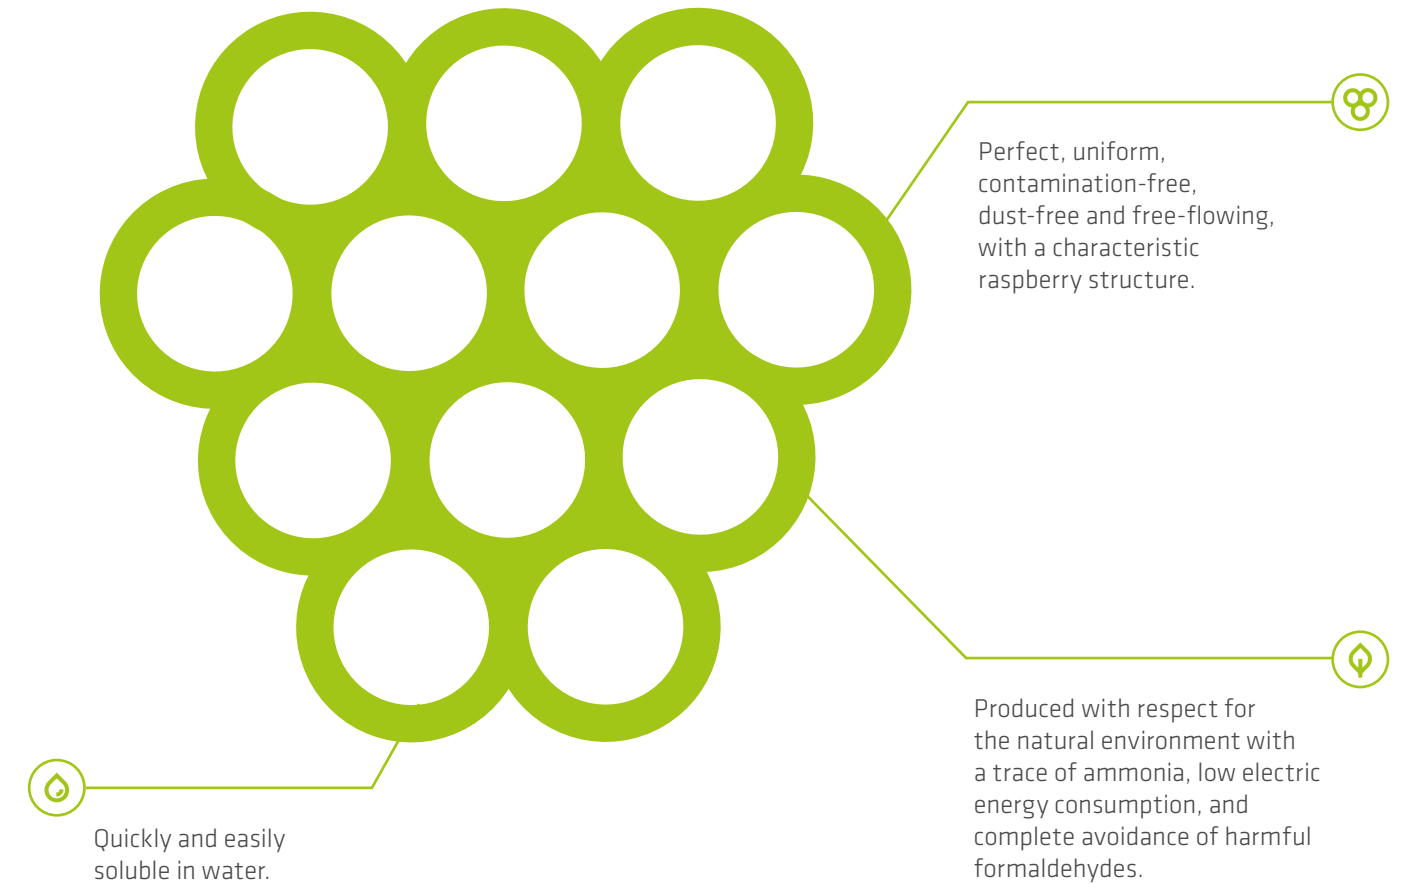 Perfect, uniform,
contamination-free,
dust-free and free-flowing,
with a characteristic
raspberry structure.
Produced with respect for
the natural environment with
a trace of ammonia, low electric
energy consumption, and
complete avoidance of harmful
formaldehydes.
Quickly and easily
soluble in water.